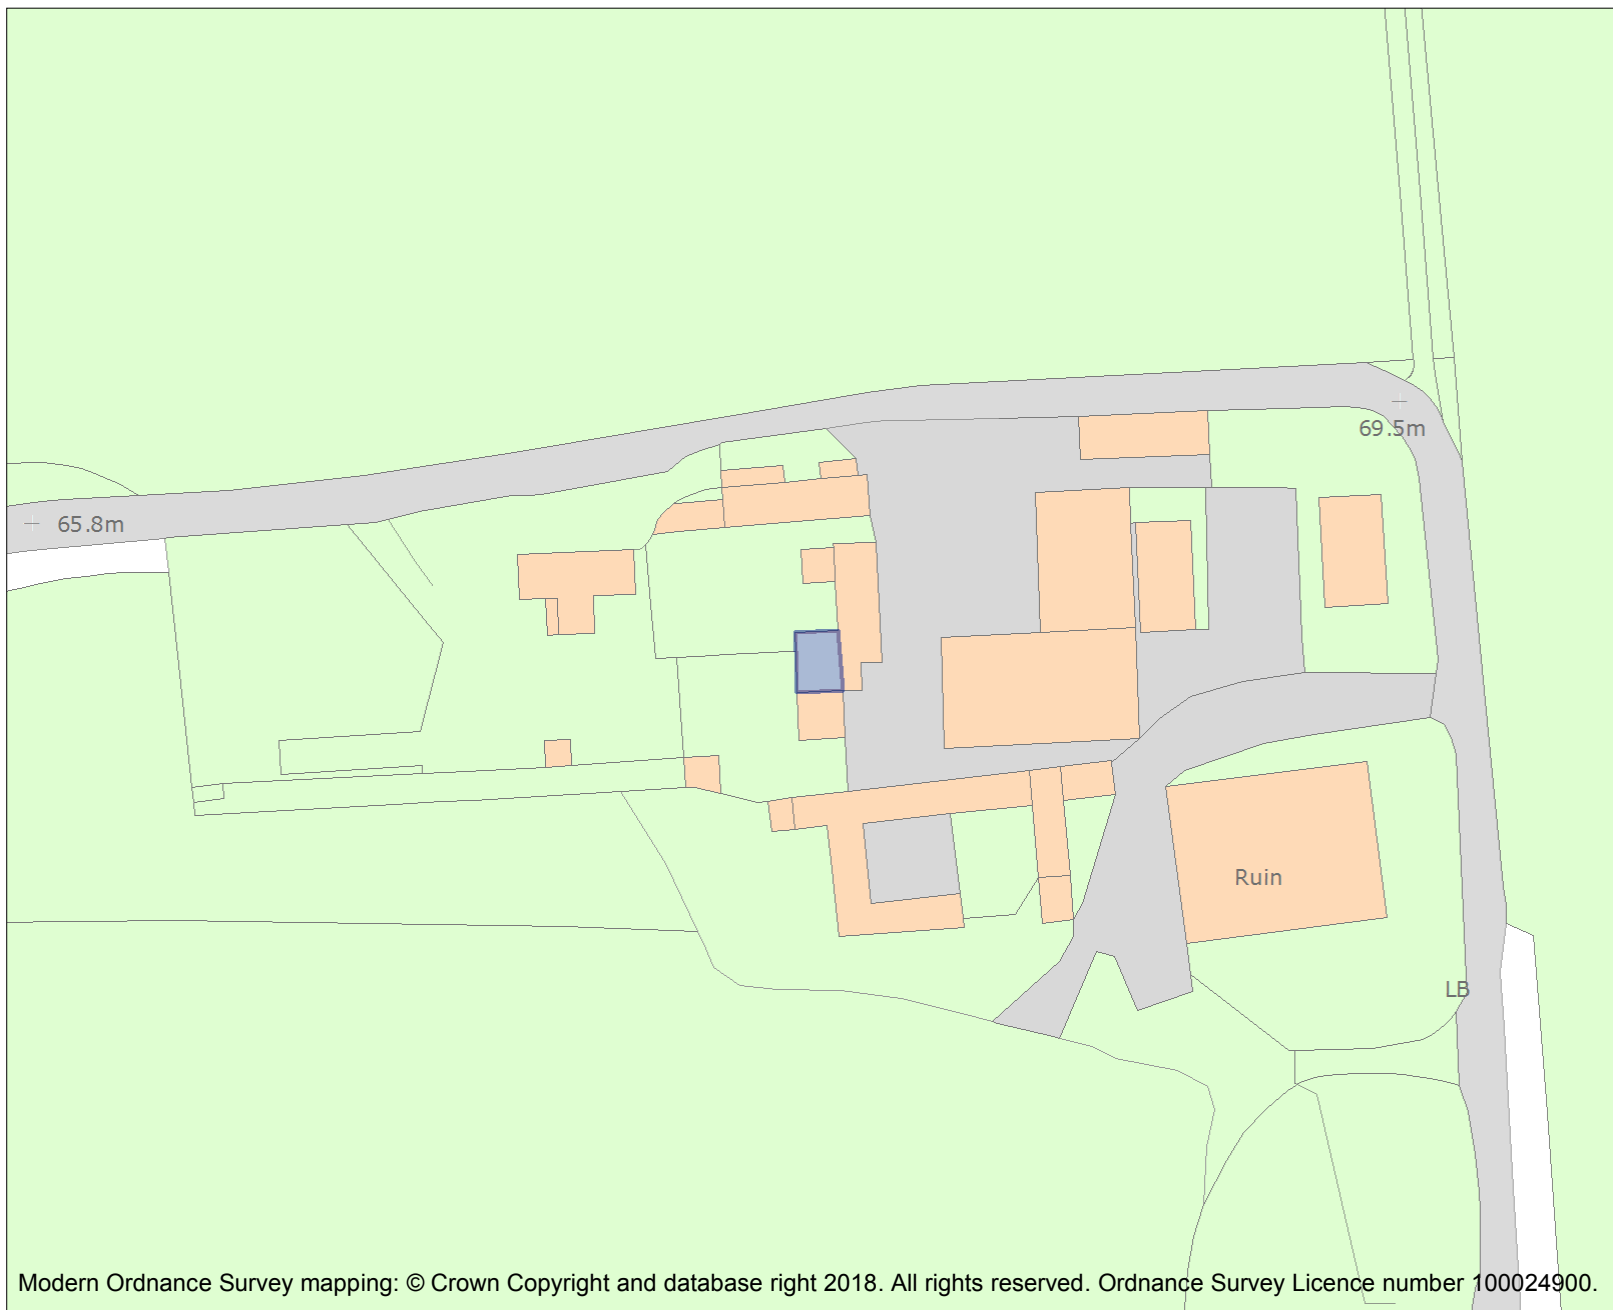 69.5m
65.8m
Ruin
LB
Modern Ordnance Survey mapping: © Crown Copyright and database right 2018. All rights reserved. Ordnance Survey Licence number 100024900.